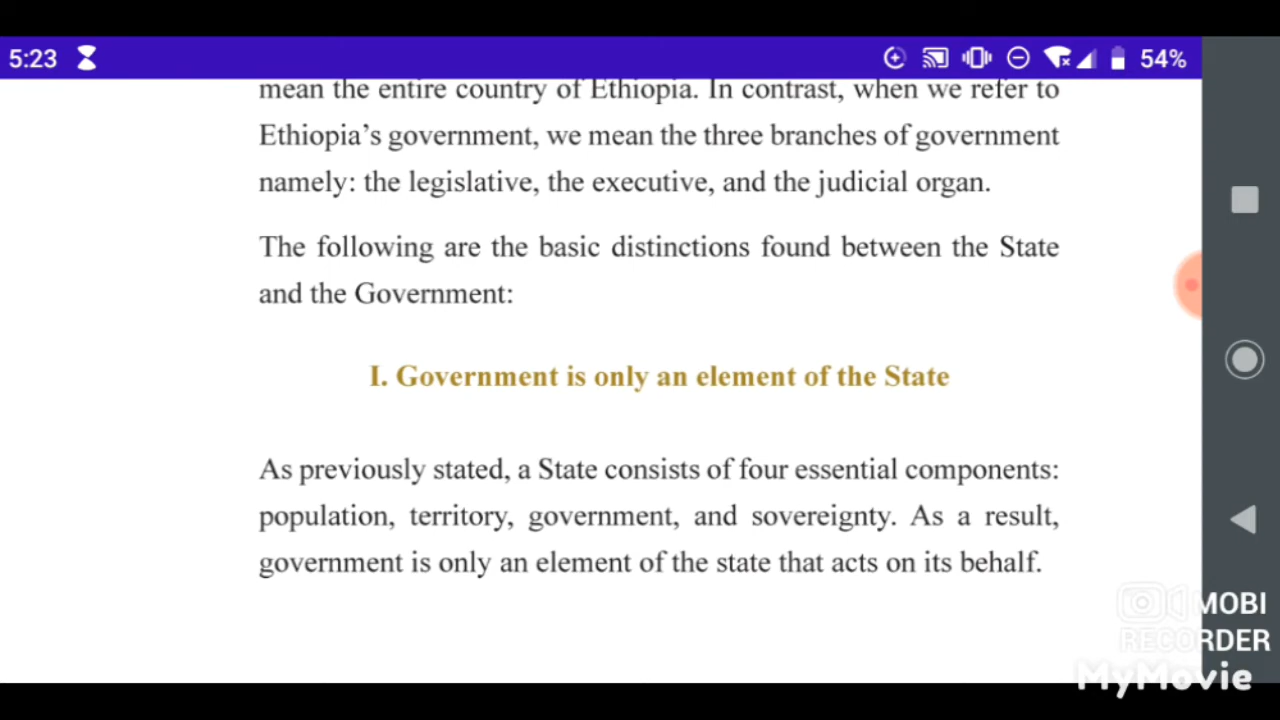 5:23
54%
mean the entire country of Ethiopia. In contrast, when we refer to
Ethiopia’s government, we mean the three branches of government
namely: the legislative, the executive, and the judicial organ.
The following are the basic distinctions found between the State
and the Government:
I. Government is only an element of the State
As previously stated, a State consists of four essential components:
population, territory, government, and sovereignty. As a result,
government is only an element of the state that acts on its behalf.
MOBI
RECORDER
MyMovie